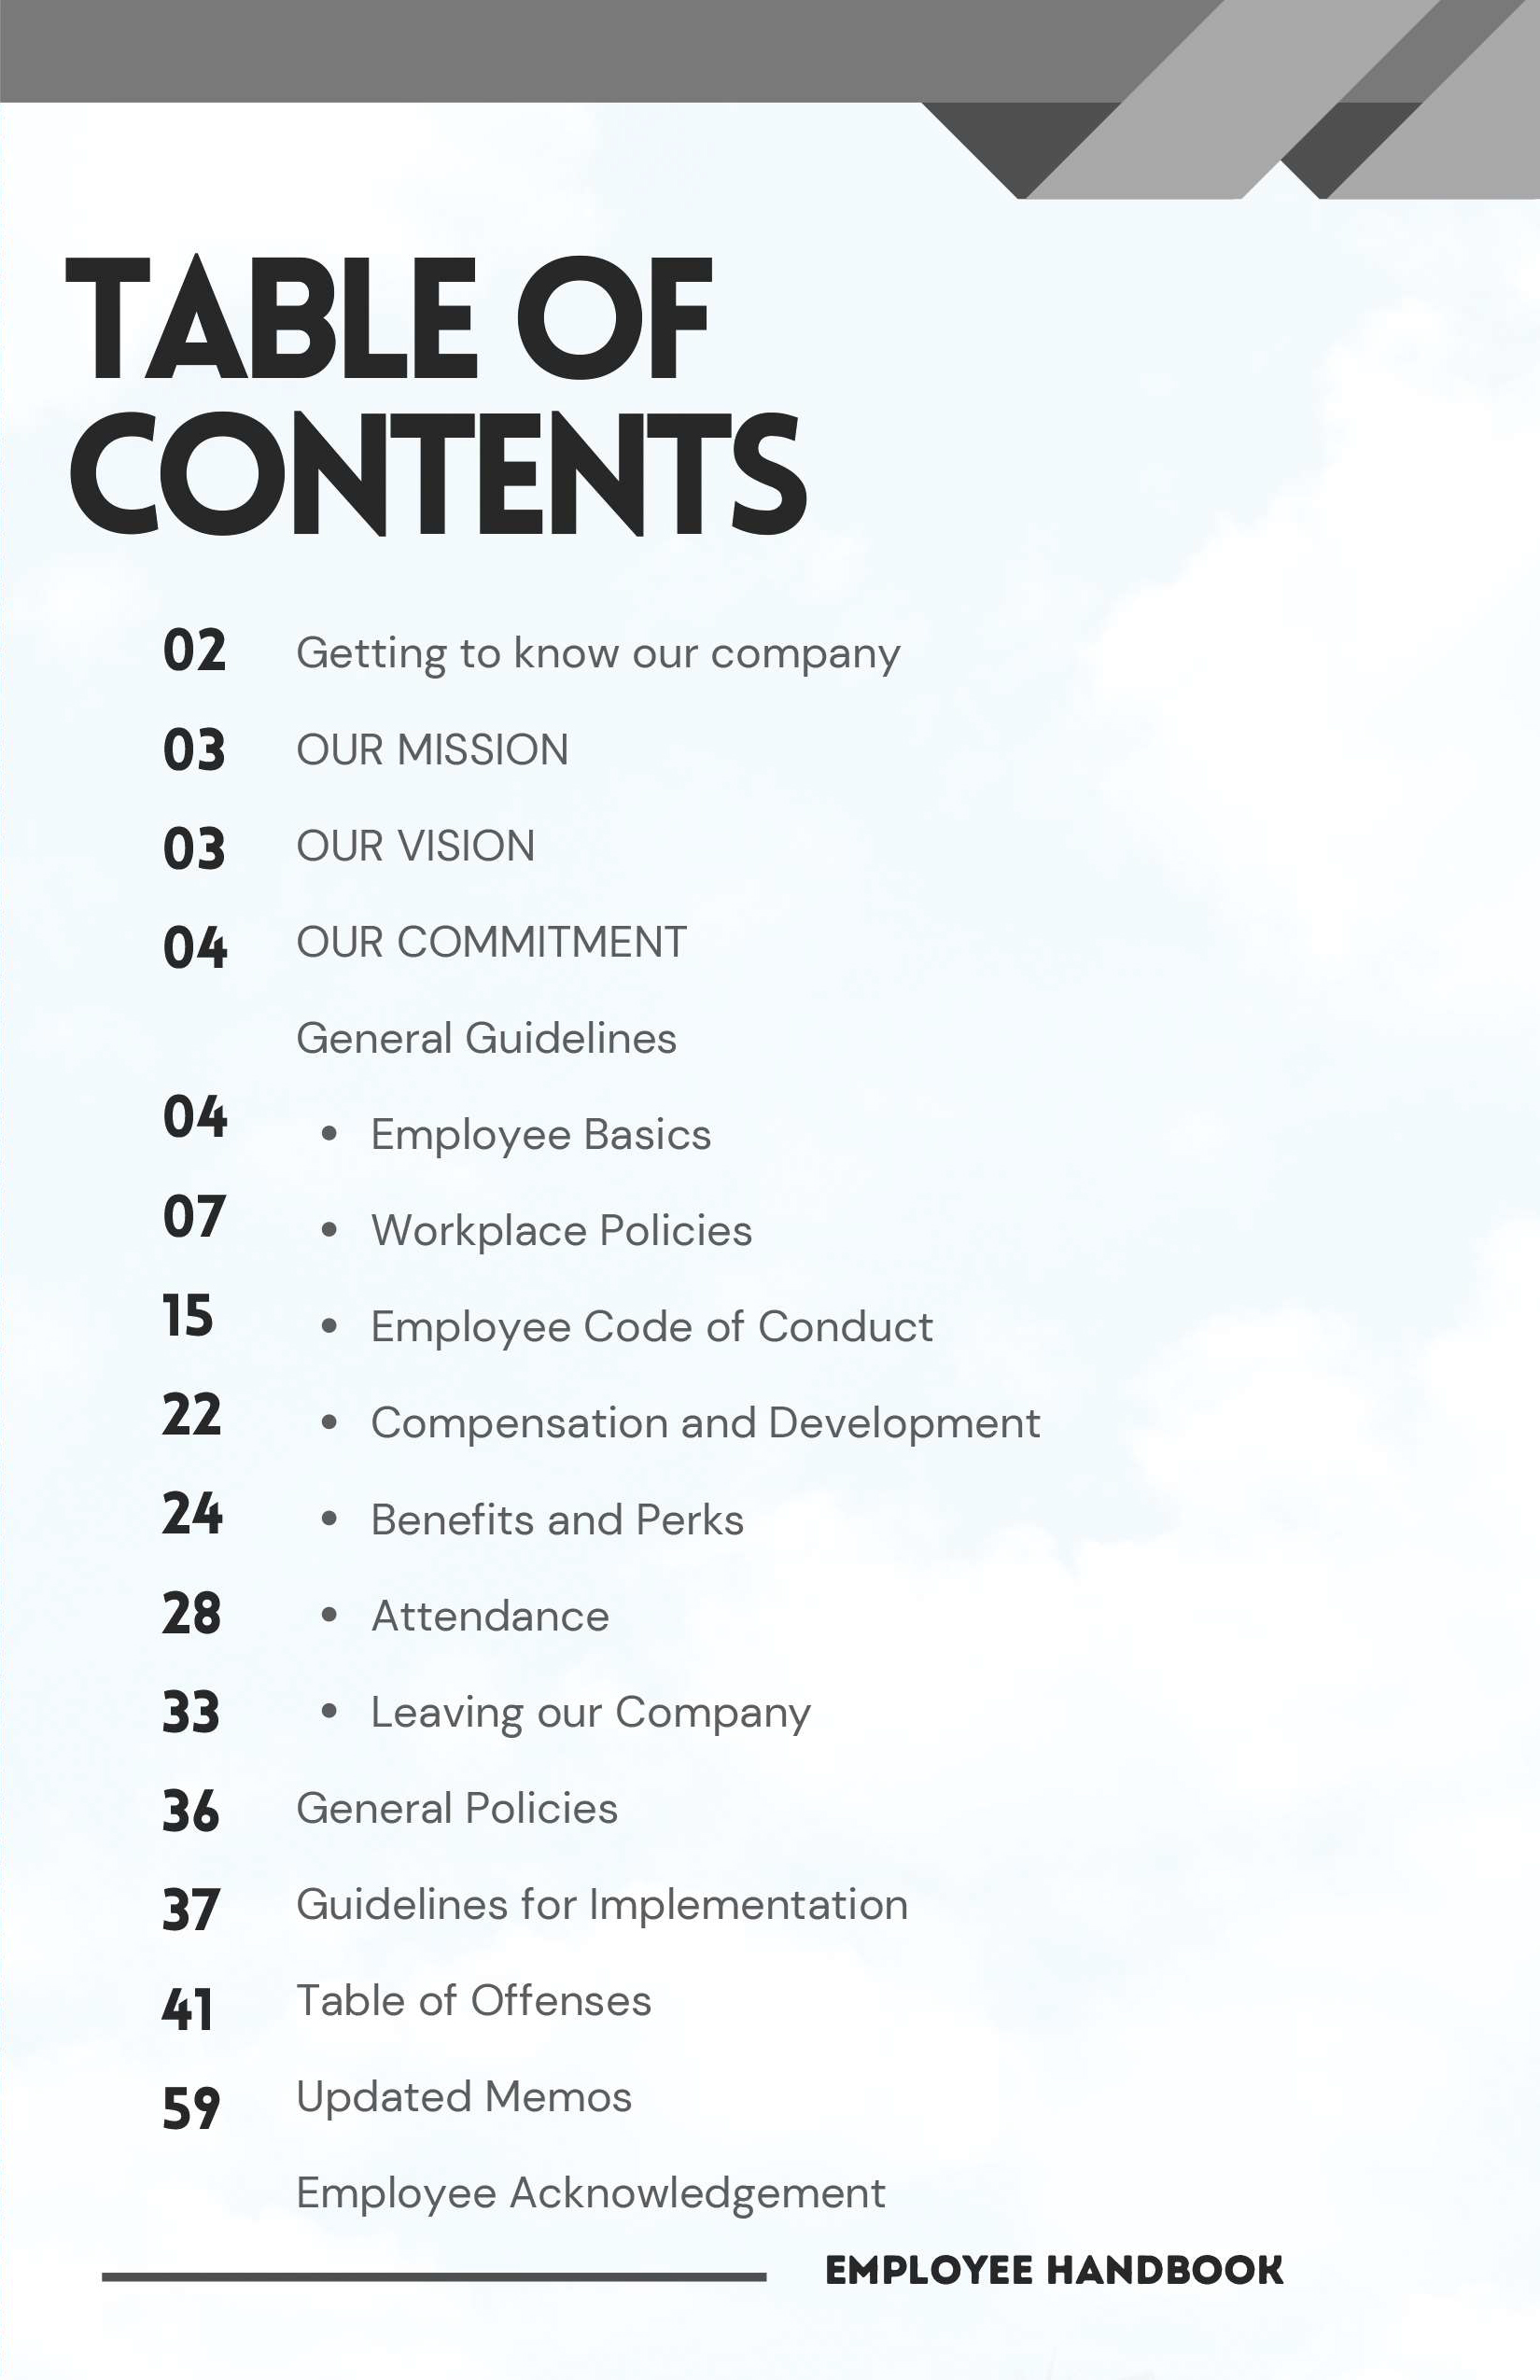 TABLE OF
CONTENTS
02 Getting to know our company
03 OUR MISSION
03 OUR VISION
04 OUR COMMITMENT
General Guidelines
04 • Employee Basics
07 • Workplace Policies
15 • Employee Code of Conduct
22 • Compensation and Development
24 • Benefits and Perks
28 • Attendance
33 • Leaving our Company
36 General Policies
37 Guidelines for Implementation
41 Table of Offenses
59 Updated Memos
Employee Acknowledgement
EMPLOYEE HANDBOOK